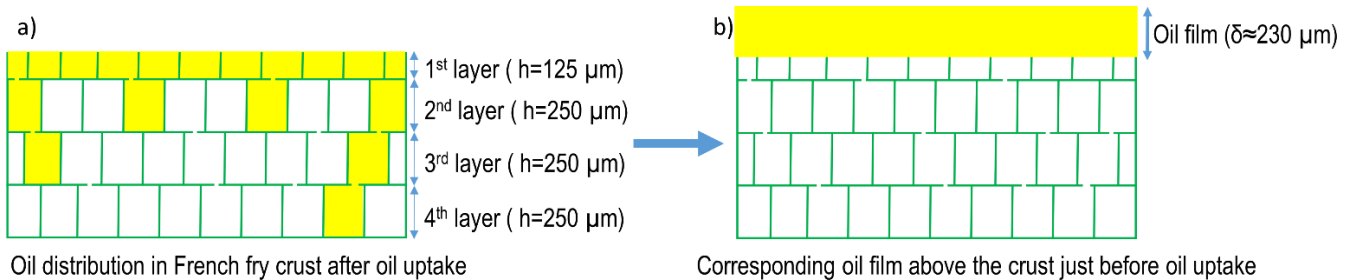 a)
1st layer ( h=125 µm)
2nd layer ( h=250 µm)
3rd layer ( h=250 µm)
4th layer ( h=250 µm)
Oil distribution in French fry crust after oil uptake
b)
Oil film (δ≈230 µm)
Corresponding oil film above the crust just before oil uptake